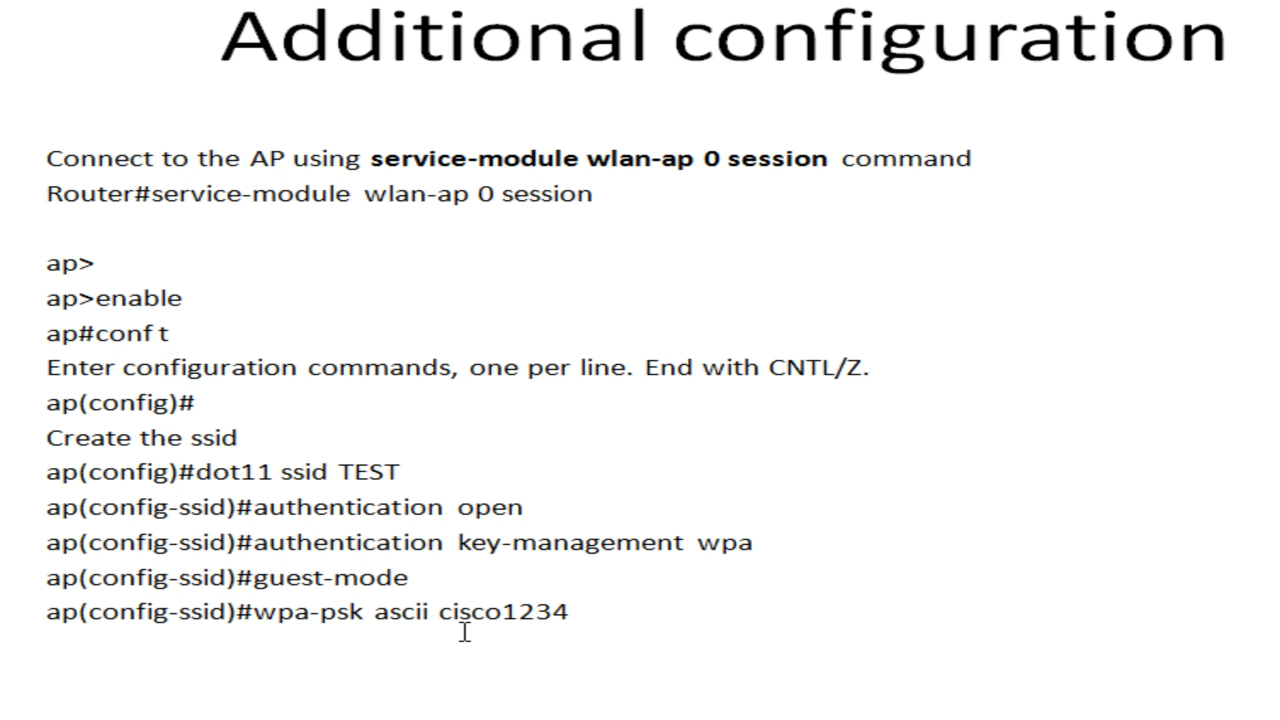 Additional configuration
Connect to the AP using service-module wlan-ap 0 session command
Router#service-module wlan-ap 0 session
ap>
ap>enable
ap#conf t
Enter configuration commands, one per line. End with CNTL/Z.
ap(config)#
Create the ssid
ap(config)#dot11 ssid TEST
ap(config-ssid)#authentication open
ap(config-ssid)#authentication key-management wpa
ap(config-ssid)#guest-mode
ap(config-ssid)#wpa-psk ascii cisco1234